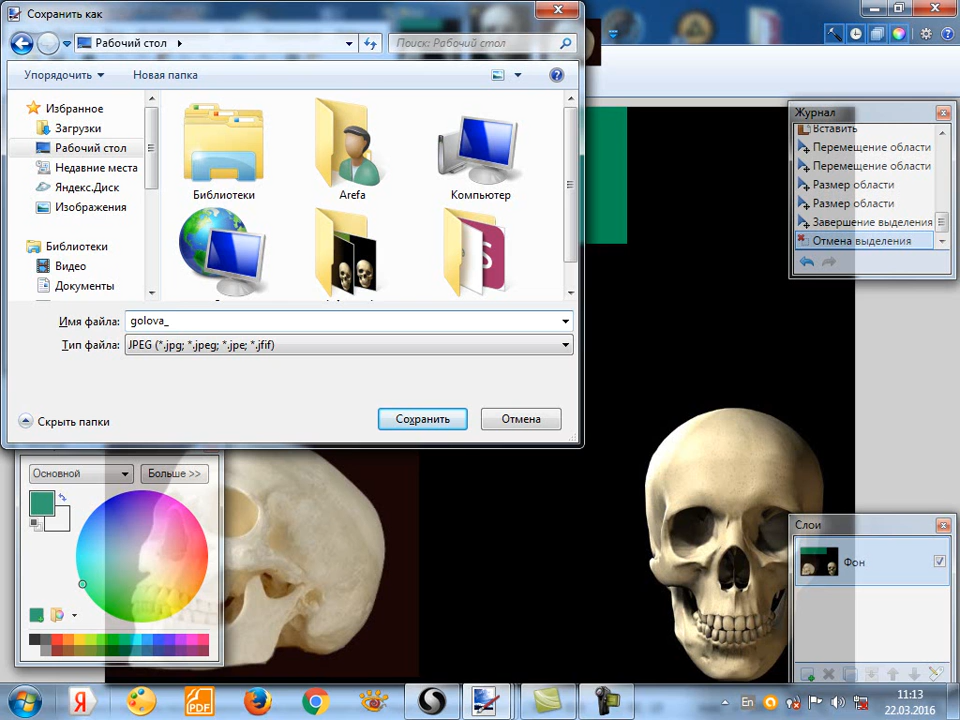 Сохранить как
Рабочий стол
Поиск: Рабочий стол
Упорядочить
Новая папка
Избранное
Загрузки
Рабочий стол
Недавние места
Яндекс.Диск
Изображения
Библиотеки
Видео
Документы
Библиотеки
Arefa
Компьютер
S
Имя файла:
golova_
Тип файла:
JPEG (*.jpg; *.jpeg; *.jpe; *.jfif)
Скрыть папки
Сохранить
Отмена
Журнал
Вставить
Перемещение области
Перемещение области
Размер области
Размер области
Завершение выделения
Отмена выделения
Основной
Больше >>
Слои
Фон
Я
PDF
En
11:13
22.03.2016